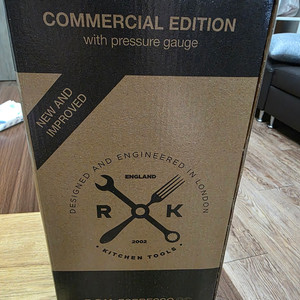 COMMERCIAL EDITION
with pressure gauge
NEW AND
IMPROVED
DESIGNED AND ENGINEERED IN LONDON
ENGLAND
R K
2002
• KITCHEN TOOLS •